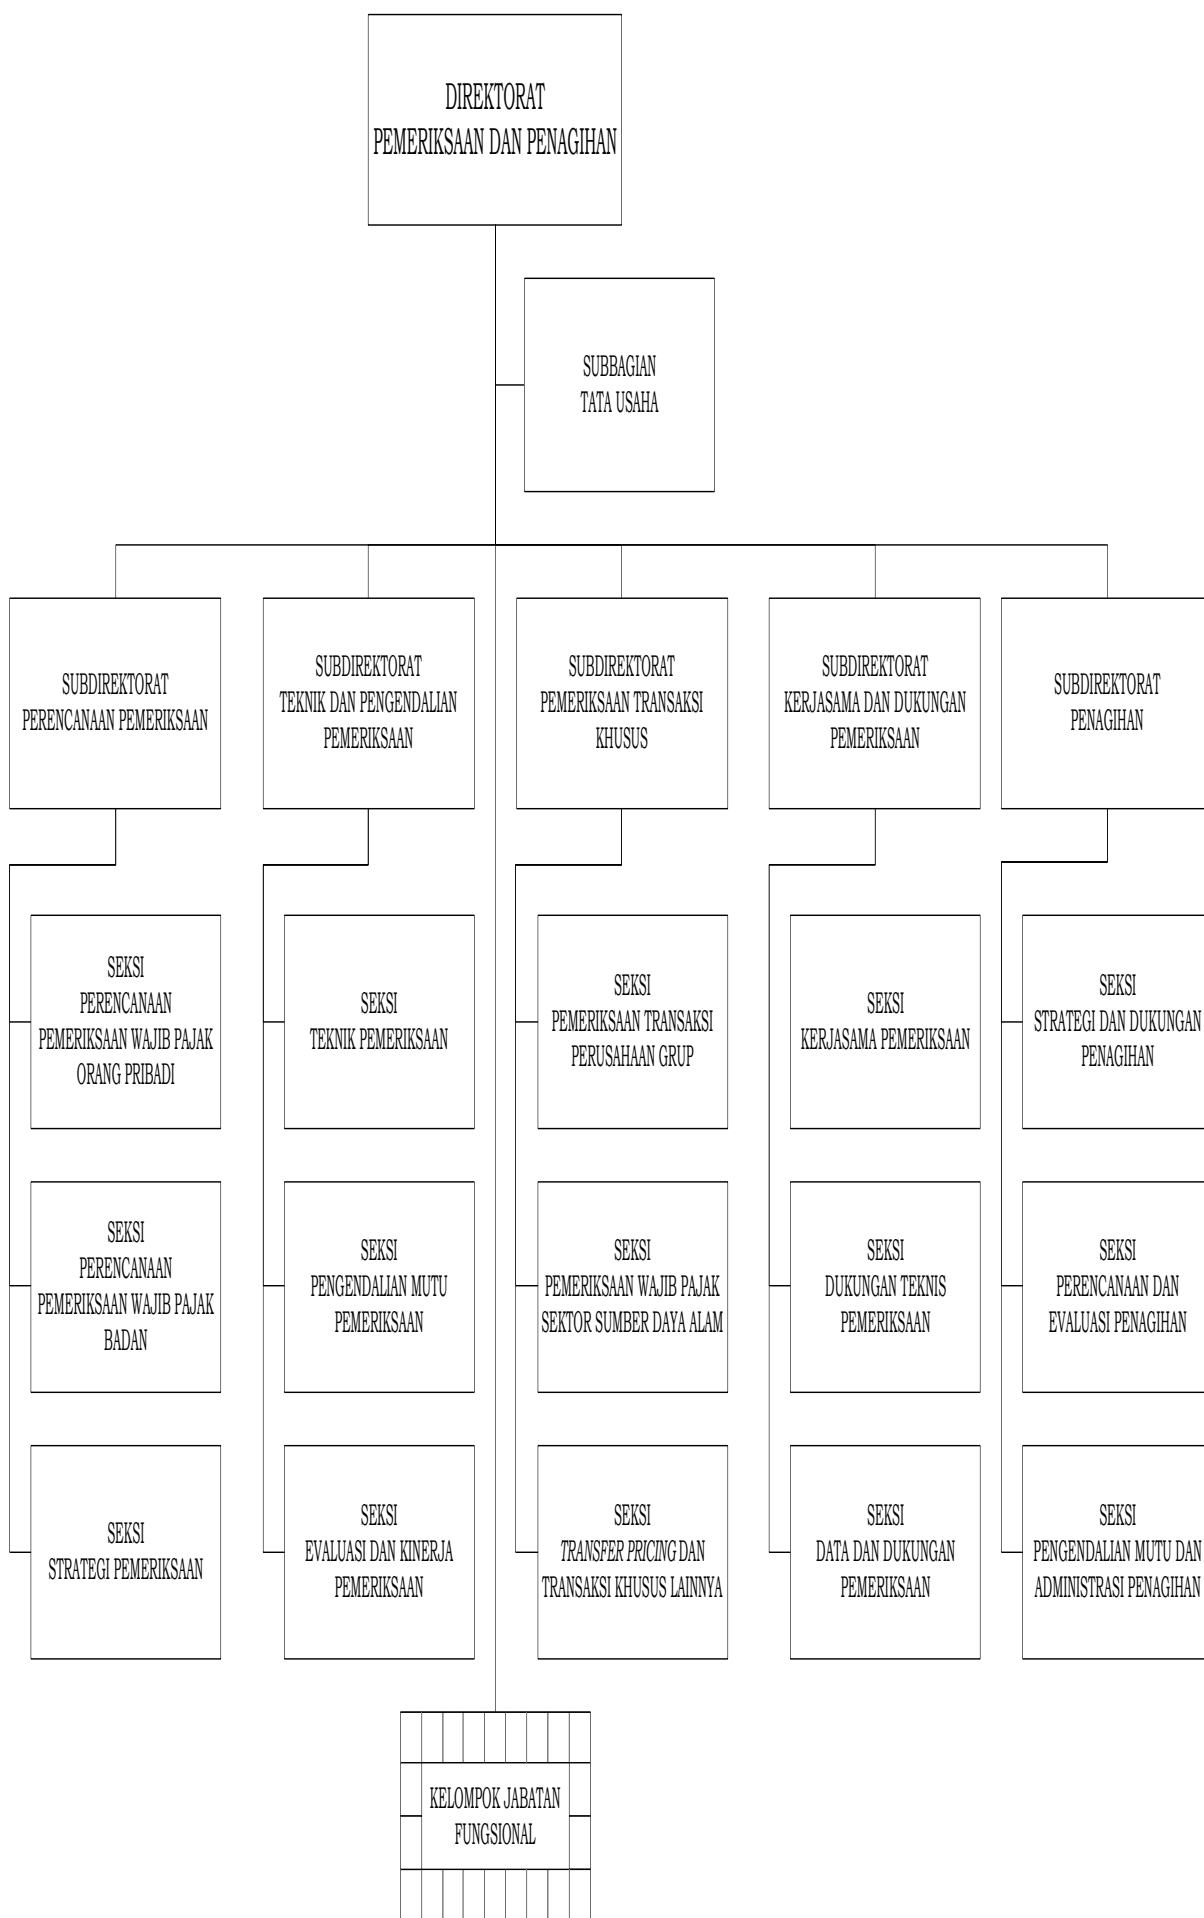 DIREKTORAT
PEMERIKSAAN DAN PENAGIHAN
SUBBAGIAN
TATA USAHA
SUBDIREKTORAT
PERENCANAAN PEMERIKSAAN
SUBDIREKTORAT
TEKNIK DAN PENGENDALIAN
PEMERIKSAAN
SUBDIREKTORAT
PEMERIKSAAN TRANSAKSI
KHUSUS
SUBDIREKTORAT
KERJASAMA DAN DUKUNGAN
PEMERIKSAAN
SUBDIREKTORAT
PENAGIHAN
SEKSI
PERENCANAAN
PEMERIKSAAN WAJIB PAJAK
ORANG PRIBADI
SEKSI
TEKNIK PEMERIKSAAN
SEKSI
PEMERIKSAAN TRANSAKSI
PERUSAHAAN GRUP
SEKSI
KERJASAMA PEMERIKSAAN
SEKSI
STRATEGI DAN DUKUNGAN
PENAGIHAN
SEKSI
PERENCANAAN
PEMERIKSAAN WAJIB PAJAK
BADAN
SEKSI
PENGENDALIAN MUTU
PEMERIKSAAN
SEKSI
PEMERIKSAAN WAJIB PAJAK
SEKTOR SUMBER DAYA ALAM
SEKSI
DUKUNGAN TEKNIS
PEMERIKSAAN
SEKSI
PERENCANAAN DAN
EVALUASI PENAGIHAN
SEKSI
STRATEGI PEMERIKSAAN
SEKSI
EVALUASI DAN KINERJA
PEMERIKSAAN
SEKSI
TRANSFER PRICING DAN
TRANSAKSI KHUSUS LAINNYA
SEKSI
DATA DAN DUKUNGAN
PEMERIKSAAN
SEKSI
PENGENDALIAN MUTU DAN
ADMINISTRASI PENAGIHAN
KELOMPOK JABATAN
FUNGSIONAL